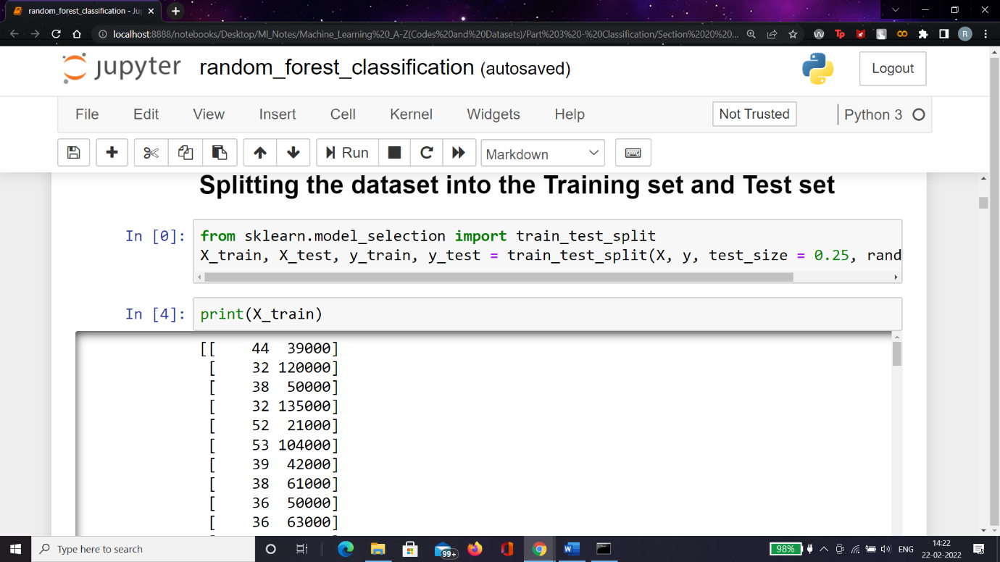 random_forest_classification - Ju
localhost:8888/notebooks/Desktop/Ml_Notes/Machine_Learning%20_A-Z(Codes%20and%20Datasets)/Part%203%20-%20Classification/Section%2020%20...
Tp
R
jupyter random_forest_classification (autosaved)
Logout
File Edit View Insert Cell Kernel Widgets Help Not Trusted Python 3
Run Markdown
Splitting the dataset into the Training set and Test set
In [0]: from sklearn.model_selection import train_test_split
X_train, X_test, y_train, y_test = train_test_split(X, y, test_size = 0.25, rand
In [4]: print(X_train)
[[ 44 39000]
[ 32 120000]
[ 38 50000]
[ 32 135000]
[ 52 21000]
[ 53 104000]
[ 39 42000]
[ 38 61000]
[ 36 50000]
[ 36 63000]
Type here to search
99+
98%
ENG
14:22
22-02-2022